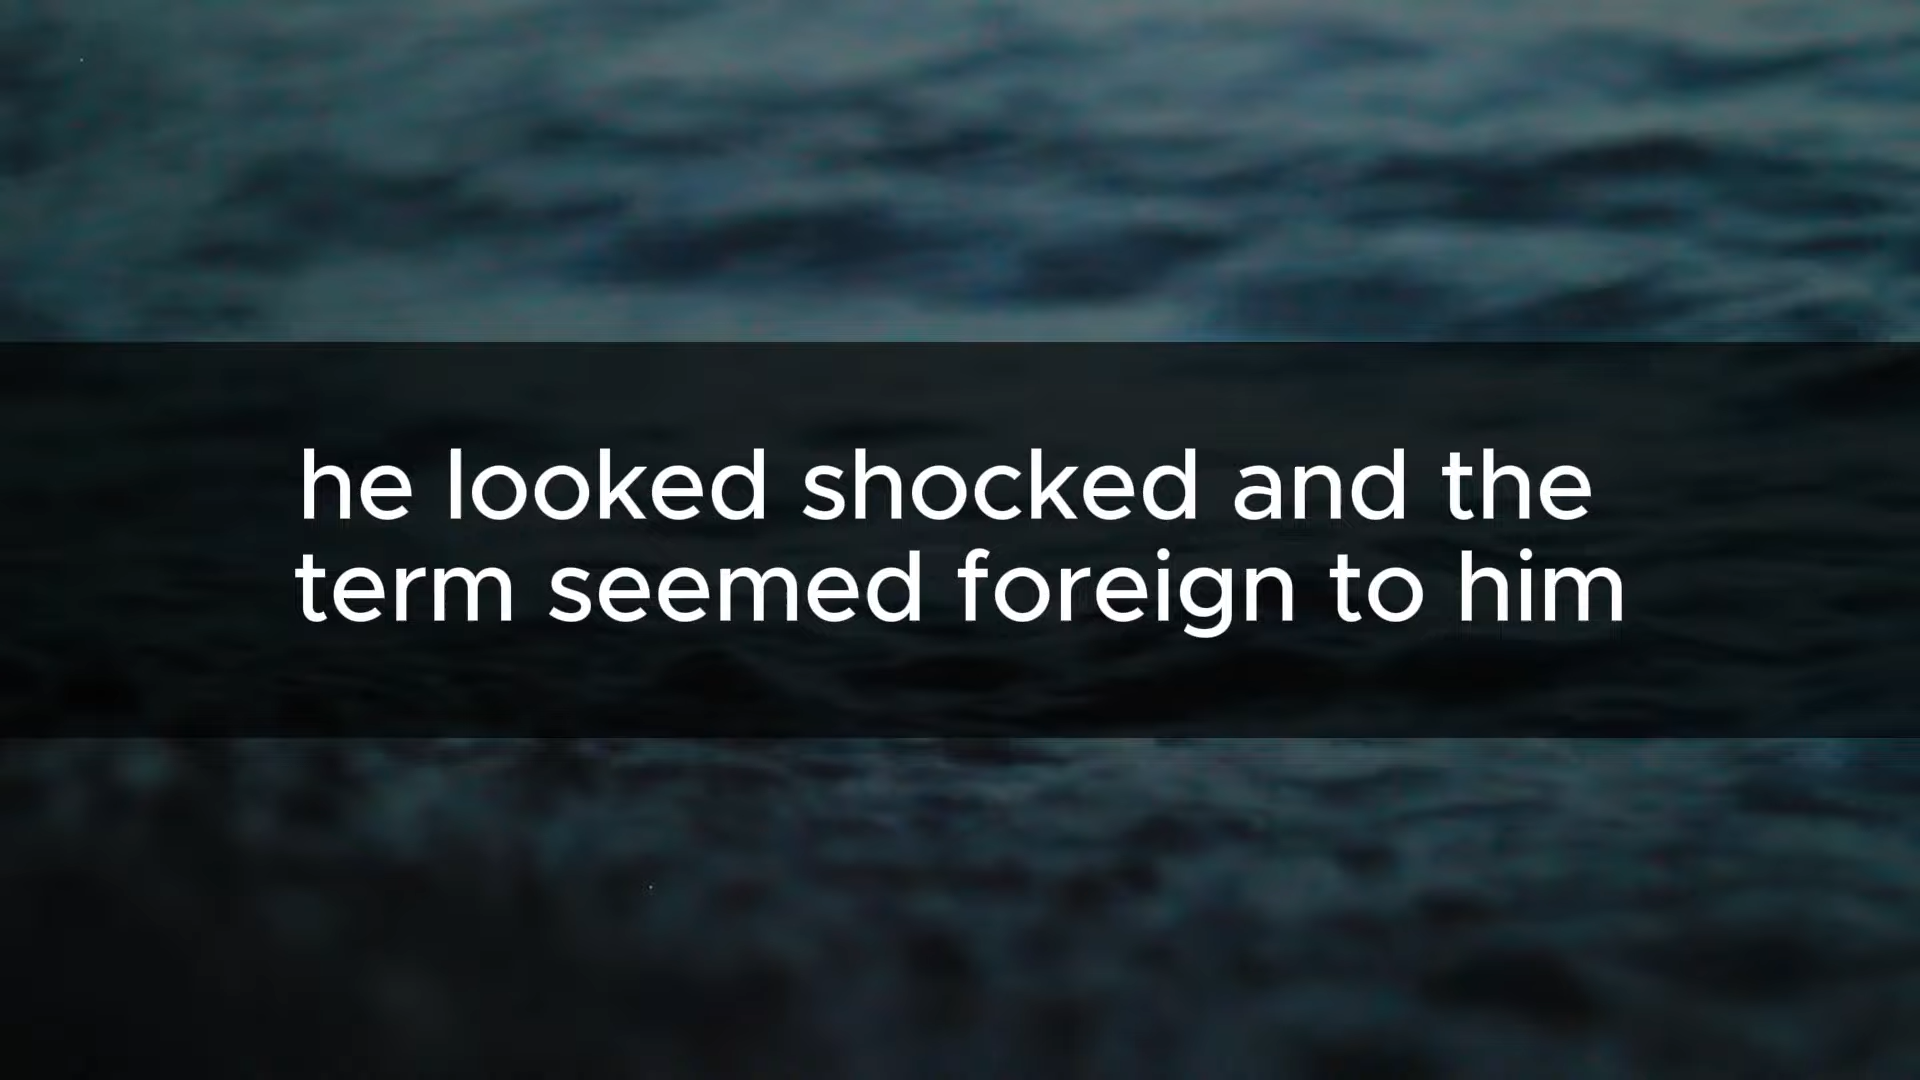 he looked shocked and the
term seemed foreign to him